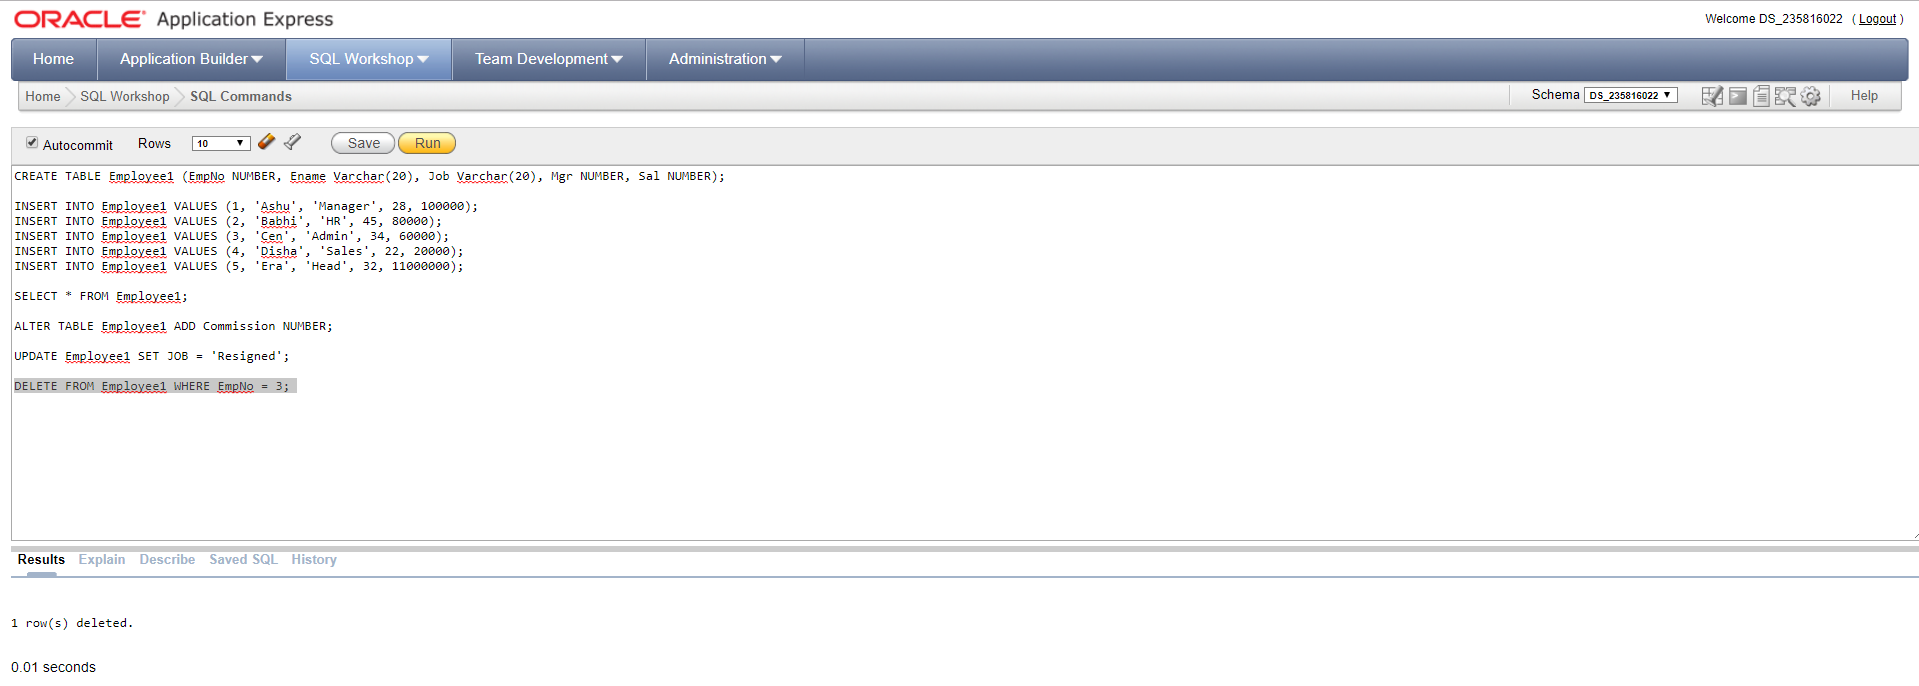 ORACLE Application Express
Welcome DS_235816022 ( Logout )
Home Application Builder SQL Workshop Team Development Administration
Home SQL Workshop SQL Commands Schema DS_235816022 Help
Autocommit Rows 10 Save Run
CREATE TABLE Employee1 (EmpNo NUMBER, Ename Varchar(20), Job Varchar(20), Mgr NUMBER, Sal NUMBER);
INSERT INTO Employee1 VALUES (1, 'Ashu', 'Manager', 28, 100000);
INSERT INTO Employee1 VALUES (2, 'Babhi', 'HR', 45, 80000);
INSERT INTO Employee1 VALUES (3, 'Cen', 'Admin', 34, 60000);
INSERT INTO Employee1 VALUES (4, 'Disha', 'Sales', 22, 20000);
INSERT INTO Employee1 VALUES (5, 'Era', 'Head', 32, 11000000);
SELECT * FROM Employee1;
ALTER TABLE Employee1 ADD Commission NUMBER;
UPDATE Employee1 SET JOB = 'Resigned';
DELETE FROM Employee1 WHERE EmpNo = 3;
Results Explain Describe Saved SQL History
1 row(s) deleted.
0.01 seconds